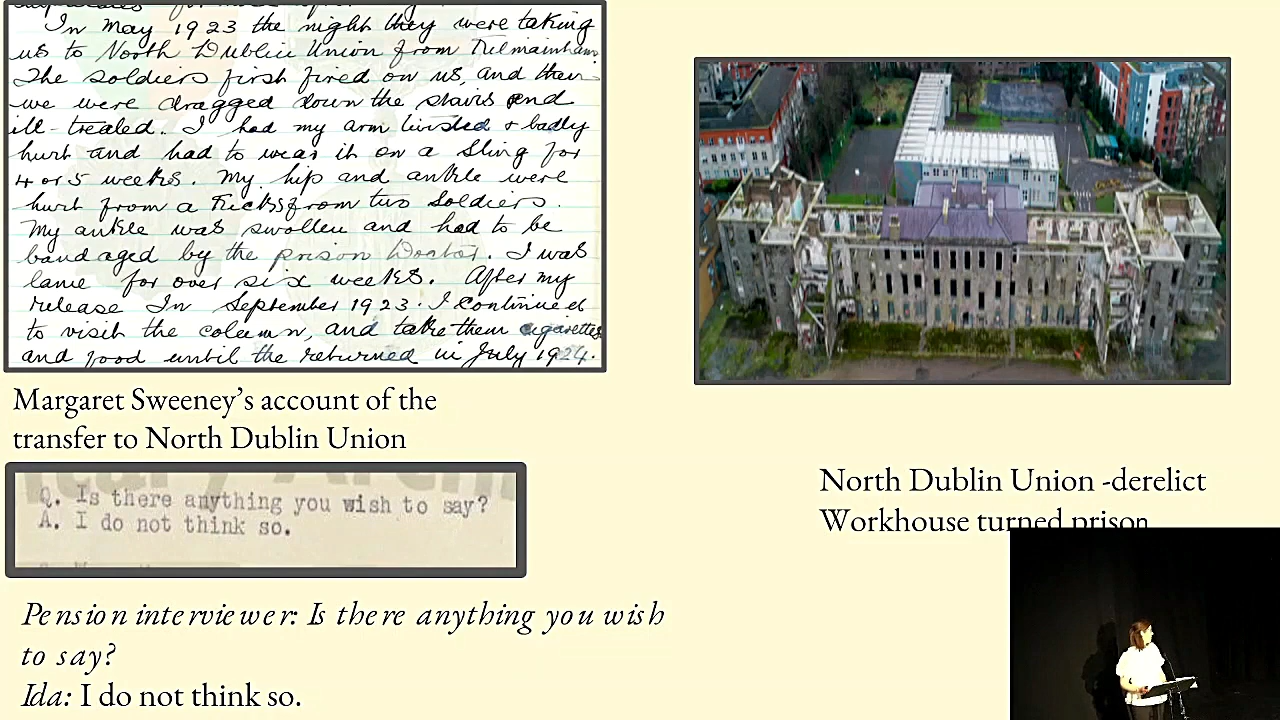 In May 1923 the night they were taking
us to North Dublin Union from Kilmainham.
The soldiers first fired on us, and then
we were dragged down the stairs and
ill-treated. I had my arm twisted & badly
hurt and had to wear it on a sling for
4 or 5 weeks. My hip and ankle were
hurt from a kicks from two soldiers.
My ankle was swollen and had to be
bandaged by the prison Doctor. I was
lame for over six weeks. After my
release In September 1923. I continued
to visit the column, and take them cigarettes
and food until the returned in July 1924.
Margaret Sweeney's account of the
transfer to North Dublin Union
Q. Is there anything you wish to say?
A. I do not think so.
Pension interviewer: Is there anything you wish
to say?
Ida: I do not think so.
North Dublin Union -derelict
Workhouse turned prison